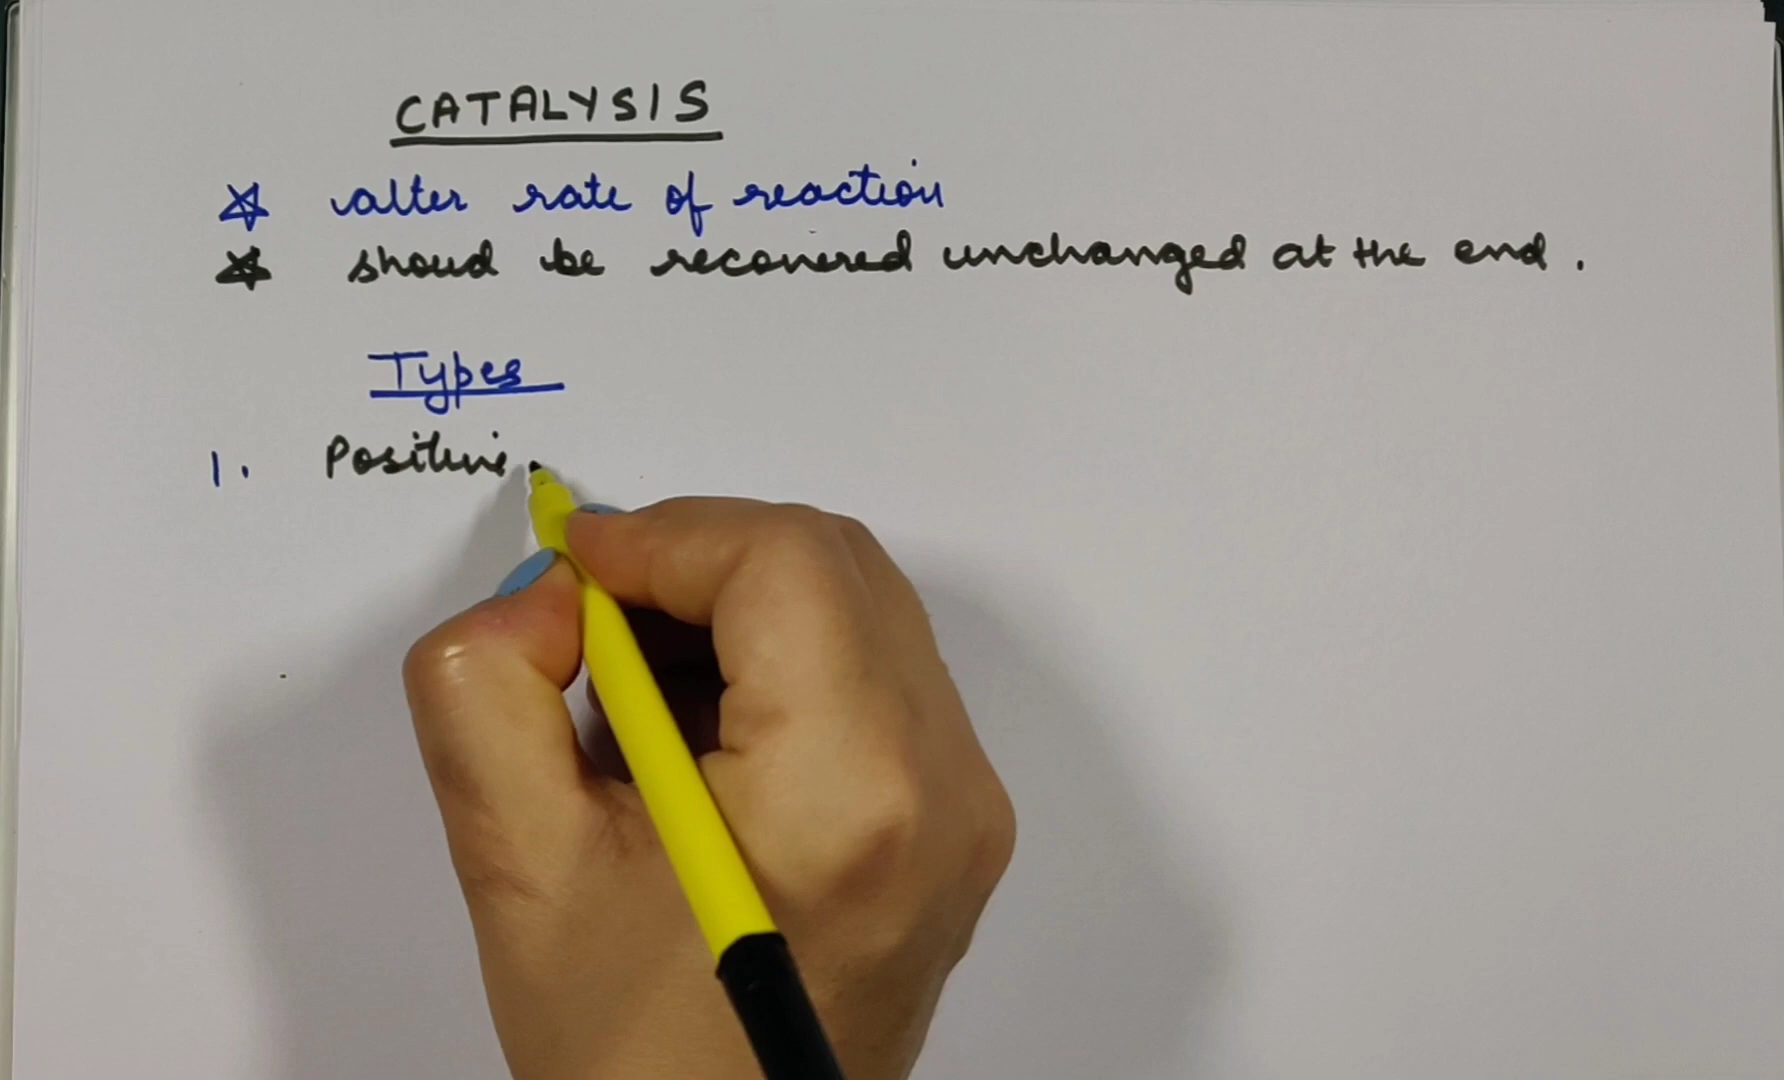 CATALYSIS
alter rate of reaction
shoud be recovered unchanged at the end.
Types
1. Positive